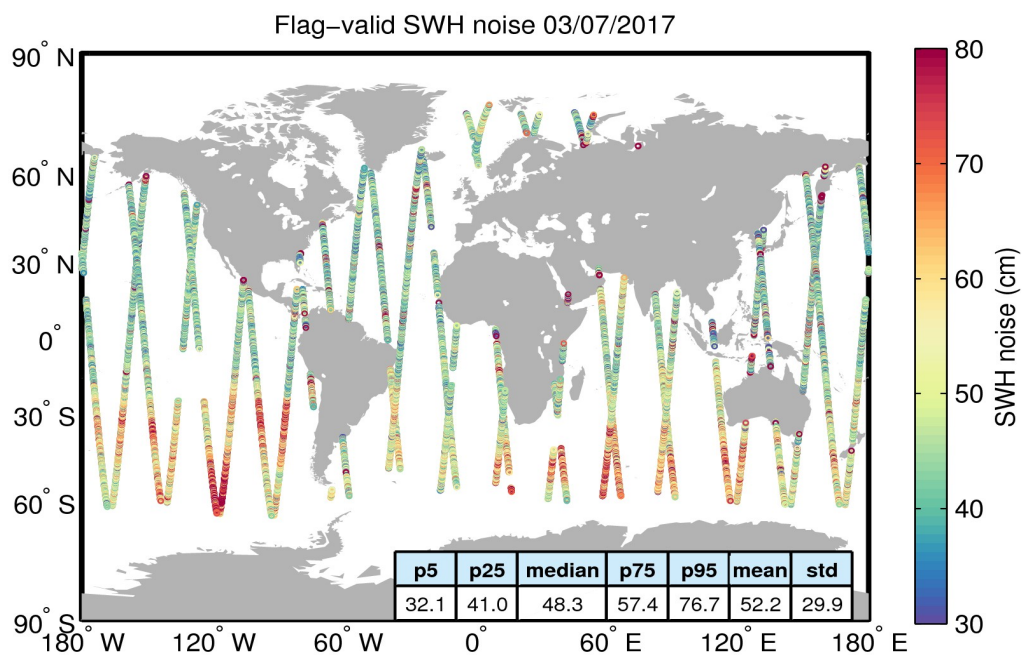 Flag−valid SWH noise 03/07/2017
90° N
60° N
30° N
0°
30° S
60° S
90° S
180° W
120° W
60° W
0°
60° E
120° E
180° E
80
70
60
50
40
30
SWH noise (cm)
p5 p25 median p75 p95 mean std
32.1 41.0 48.3 57.4 76.7 52.2 29.9